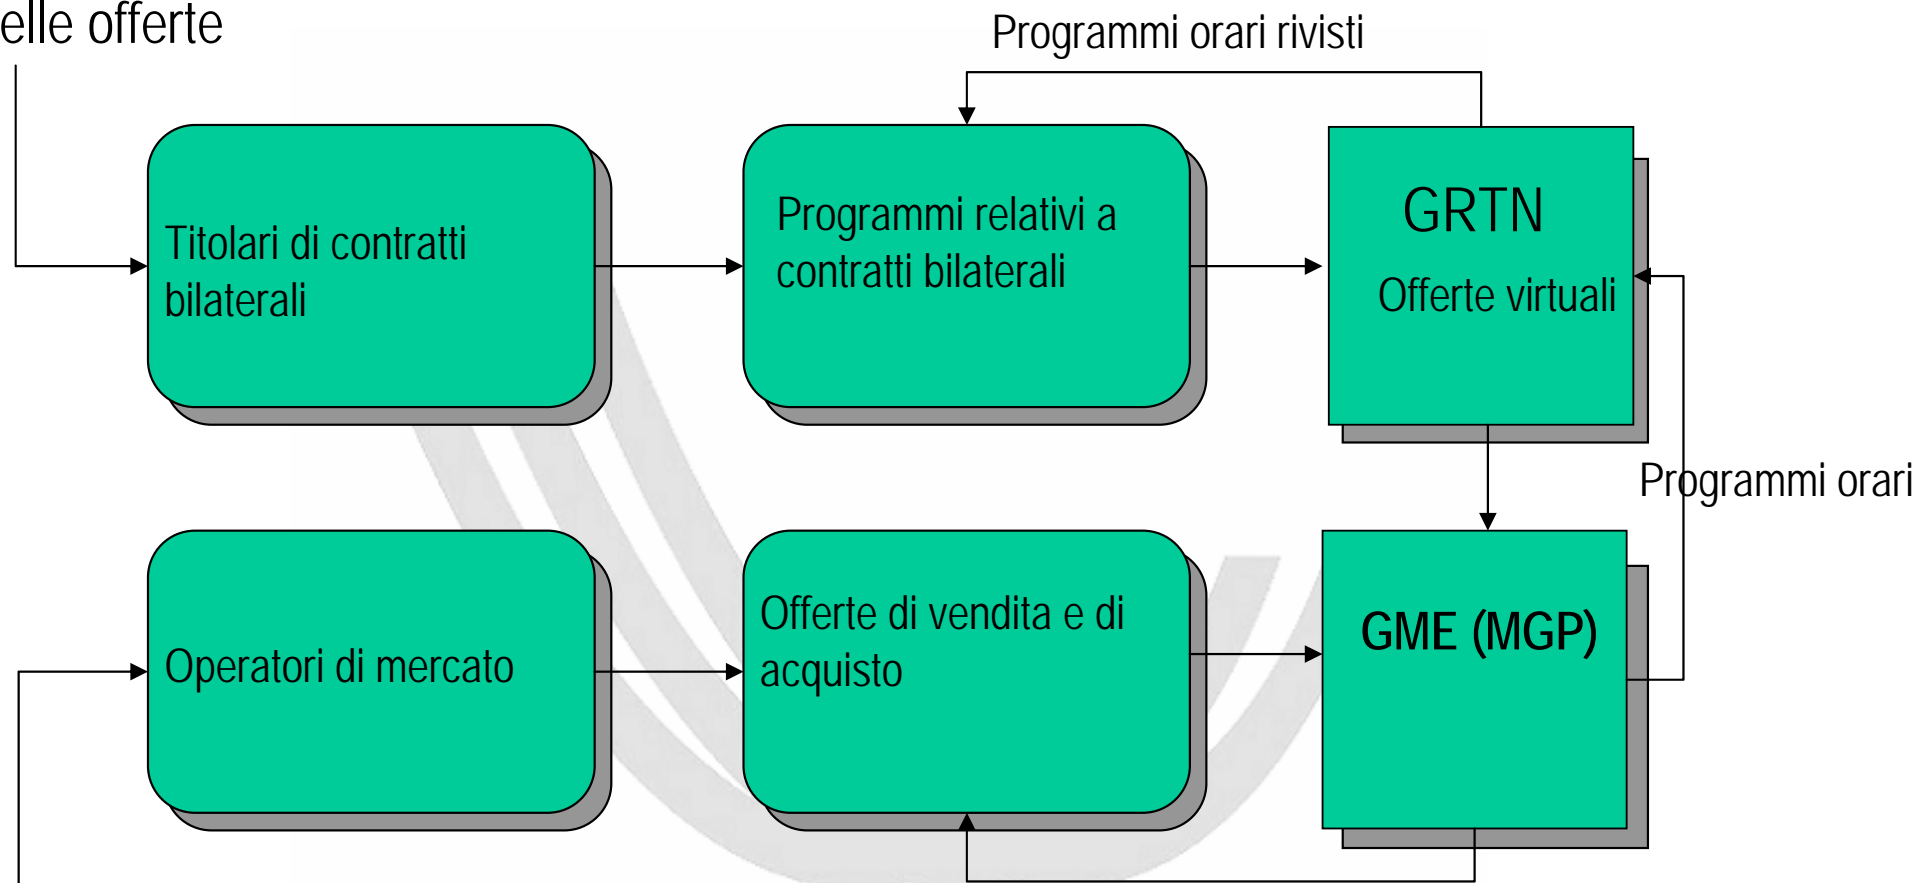 elle offerte
Programmi orari rivisti
Titolari di contratti
bilaterali
Programmi relativi a
contratti bilaterali
GRTN
Offerte virtuali
Programmi orari
Operatori di mercato
Offerte di vendita e di
acquisto
GME (MGP)